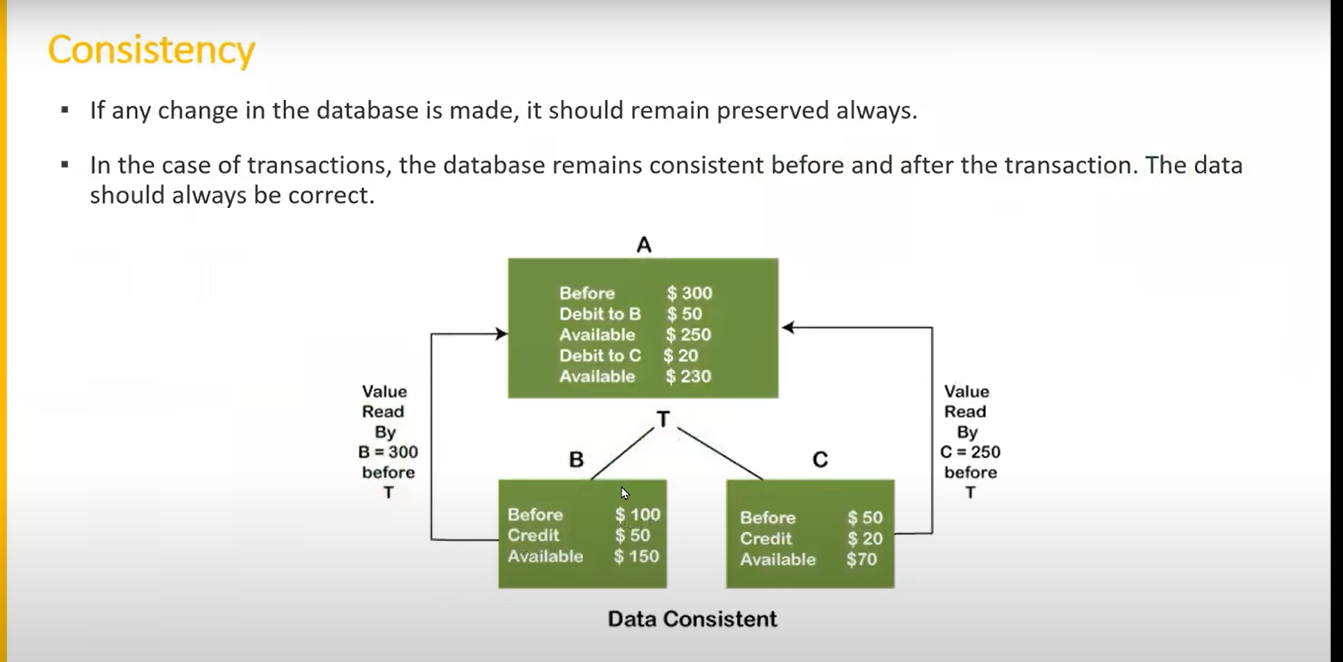 Consistency
▪ If any change in the database is made, it should remain preserved always.
▪ In the case of transactions, the database remains consistent before and after the transaction. The data
should always be correct.
A
Before $ 300
Debit to B $ 50
Available $ 250
Debit to C $ 20
Available $ 230
Value
Read
By
B = 300
before
T
T
Value
Read
By
C = 250
before
T
B
Before $ 100
Credit $ 50
Available $ 150
C
Before $ 50
Credit $ 20
Available $70
Data Consistent